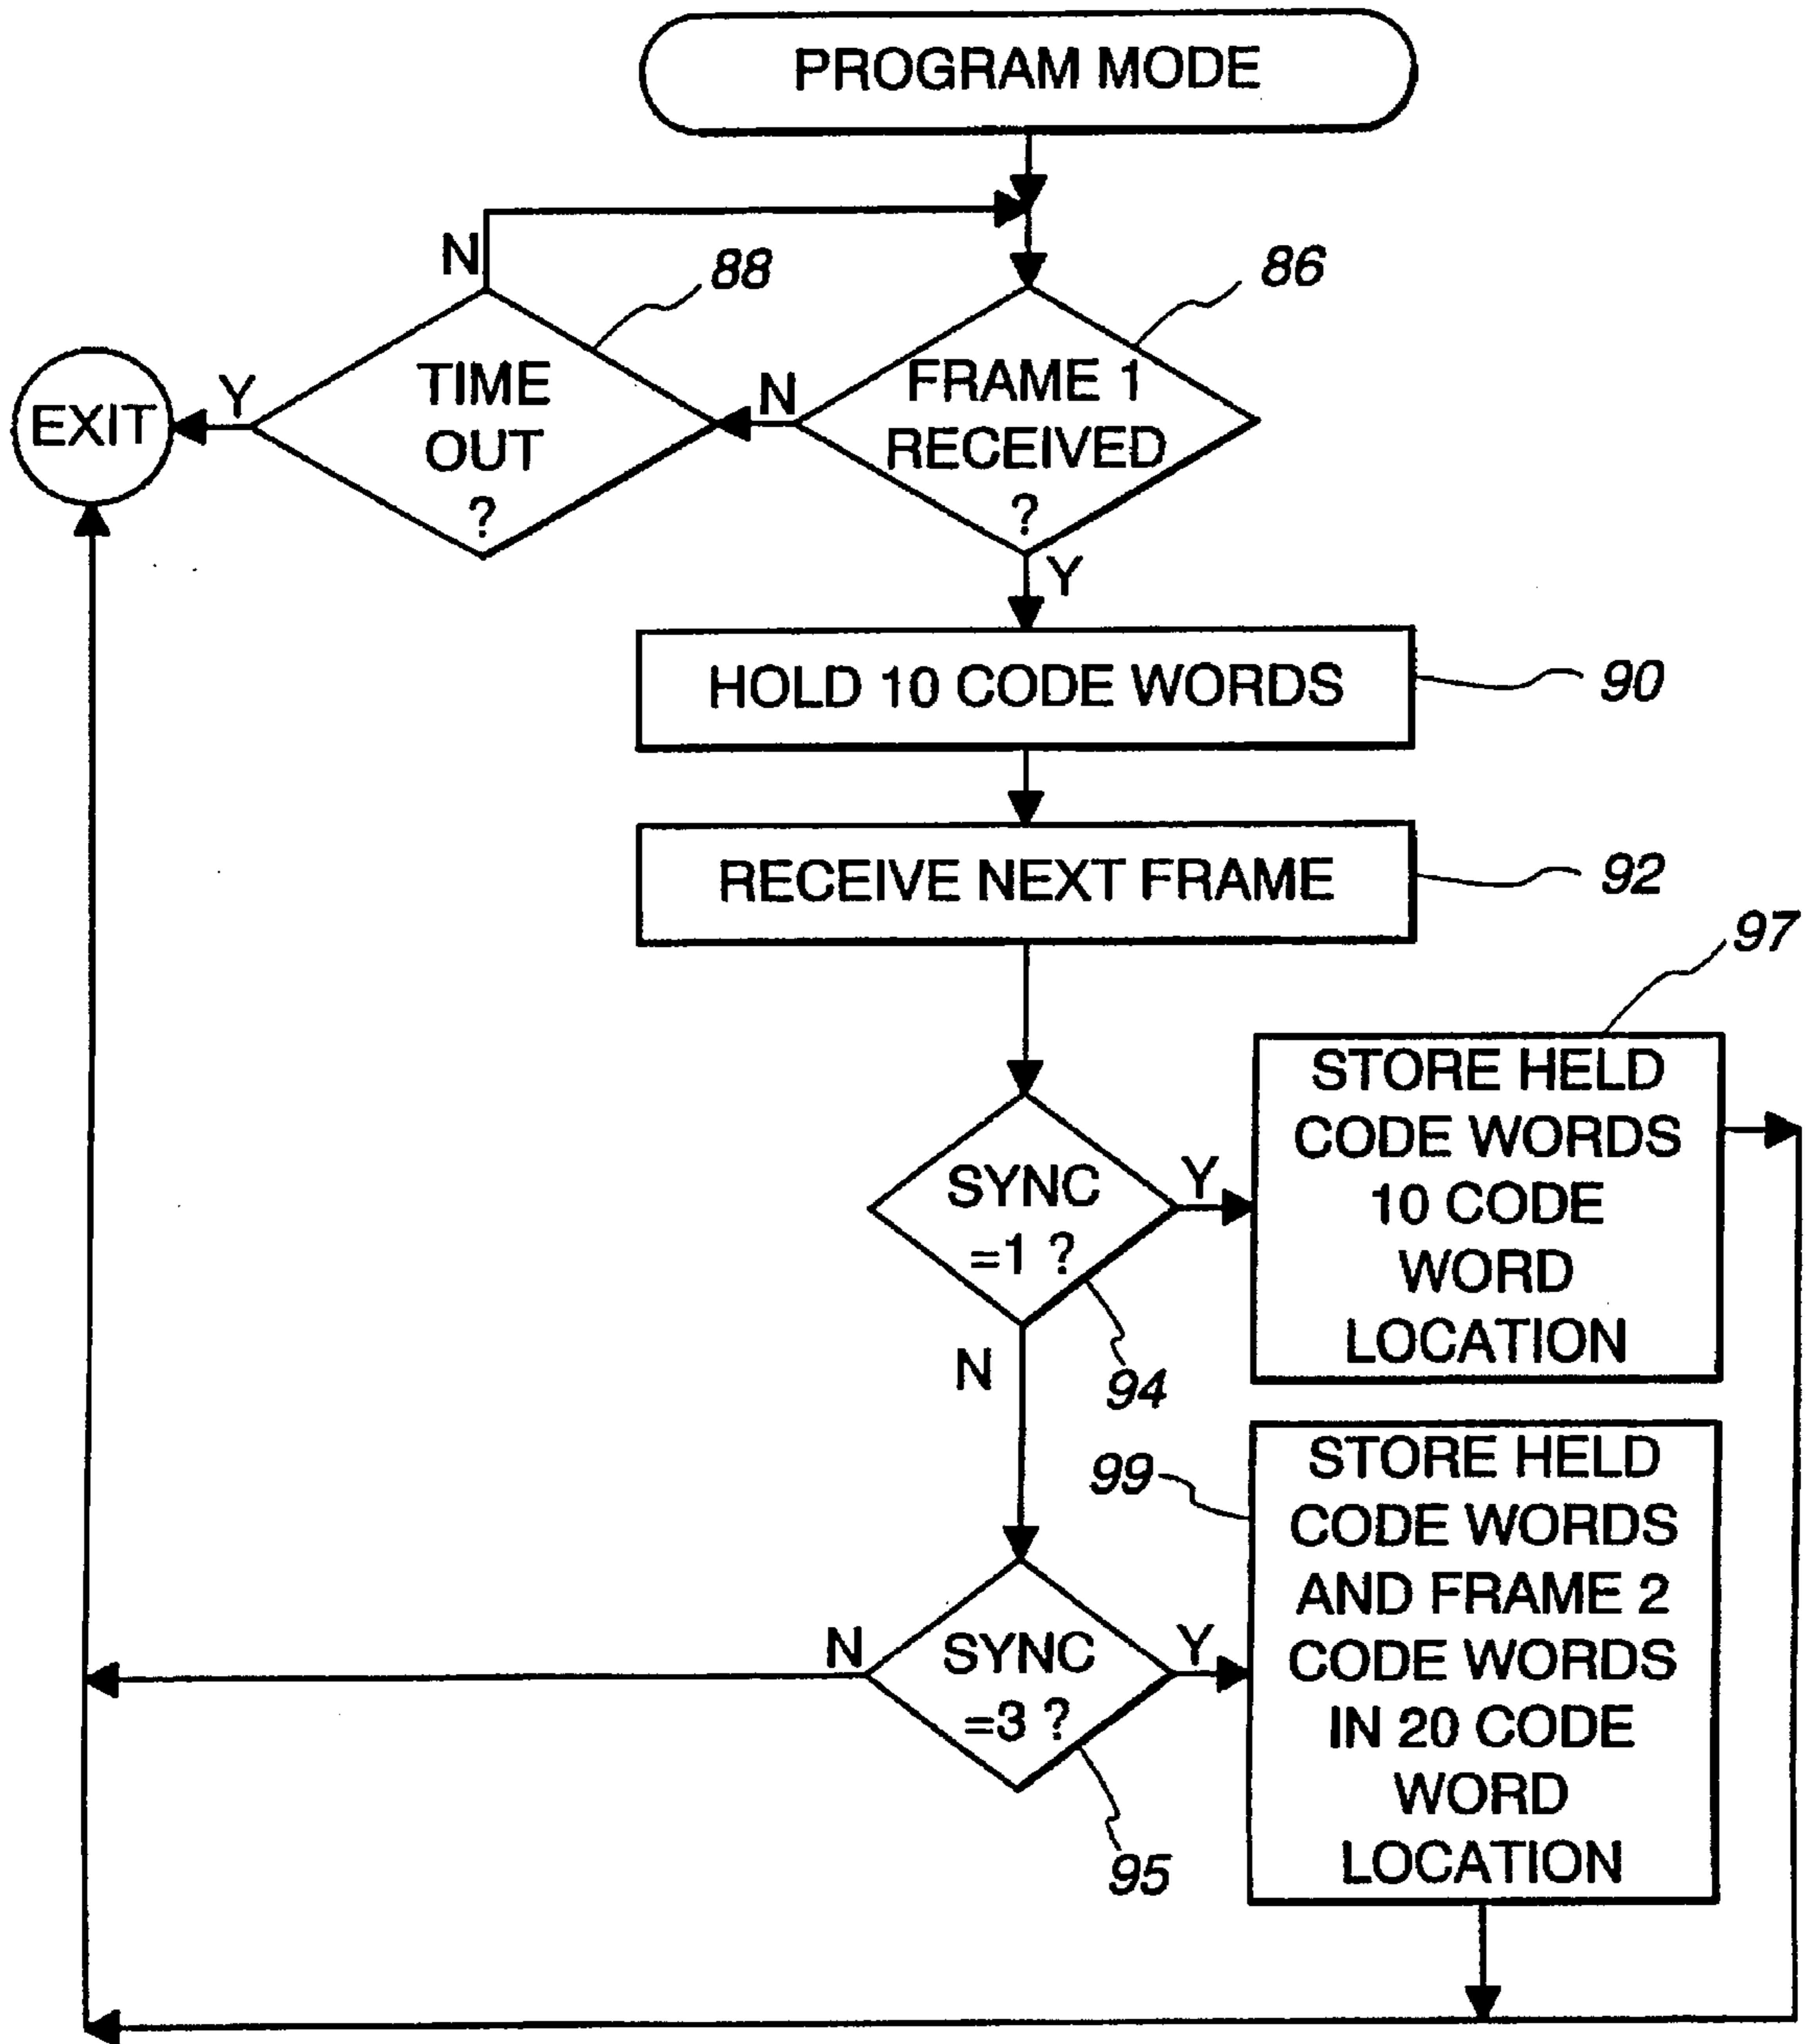 PROGRAM MODE
N
88
86
EXIT
Y
TIME
OUT
?
N
FRAME 1
RECEIVED
?
Y
HOLD 10 CODE WORDS
90
RECEIVE NEXT FRAME
92
97
SYNC
=1 ?
Y
STORE HELD
CODE WORDS
10 CODE
WORD
LOCATION
N
94
99
STORE HELD
CODE WORDS
AND FRAME 2
CODE WORDS
IN 20 CODE
WORD
LOCATION
N
SYNC
=3 ?
Y
95